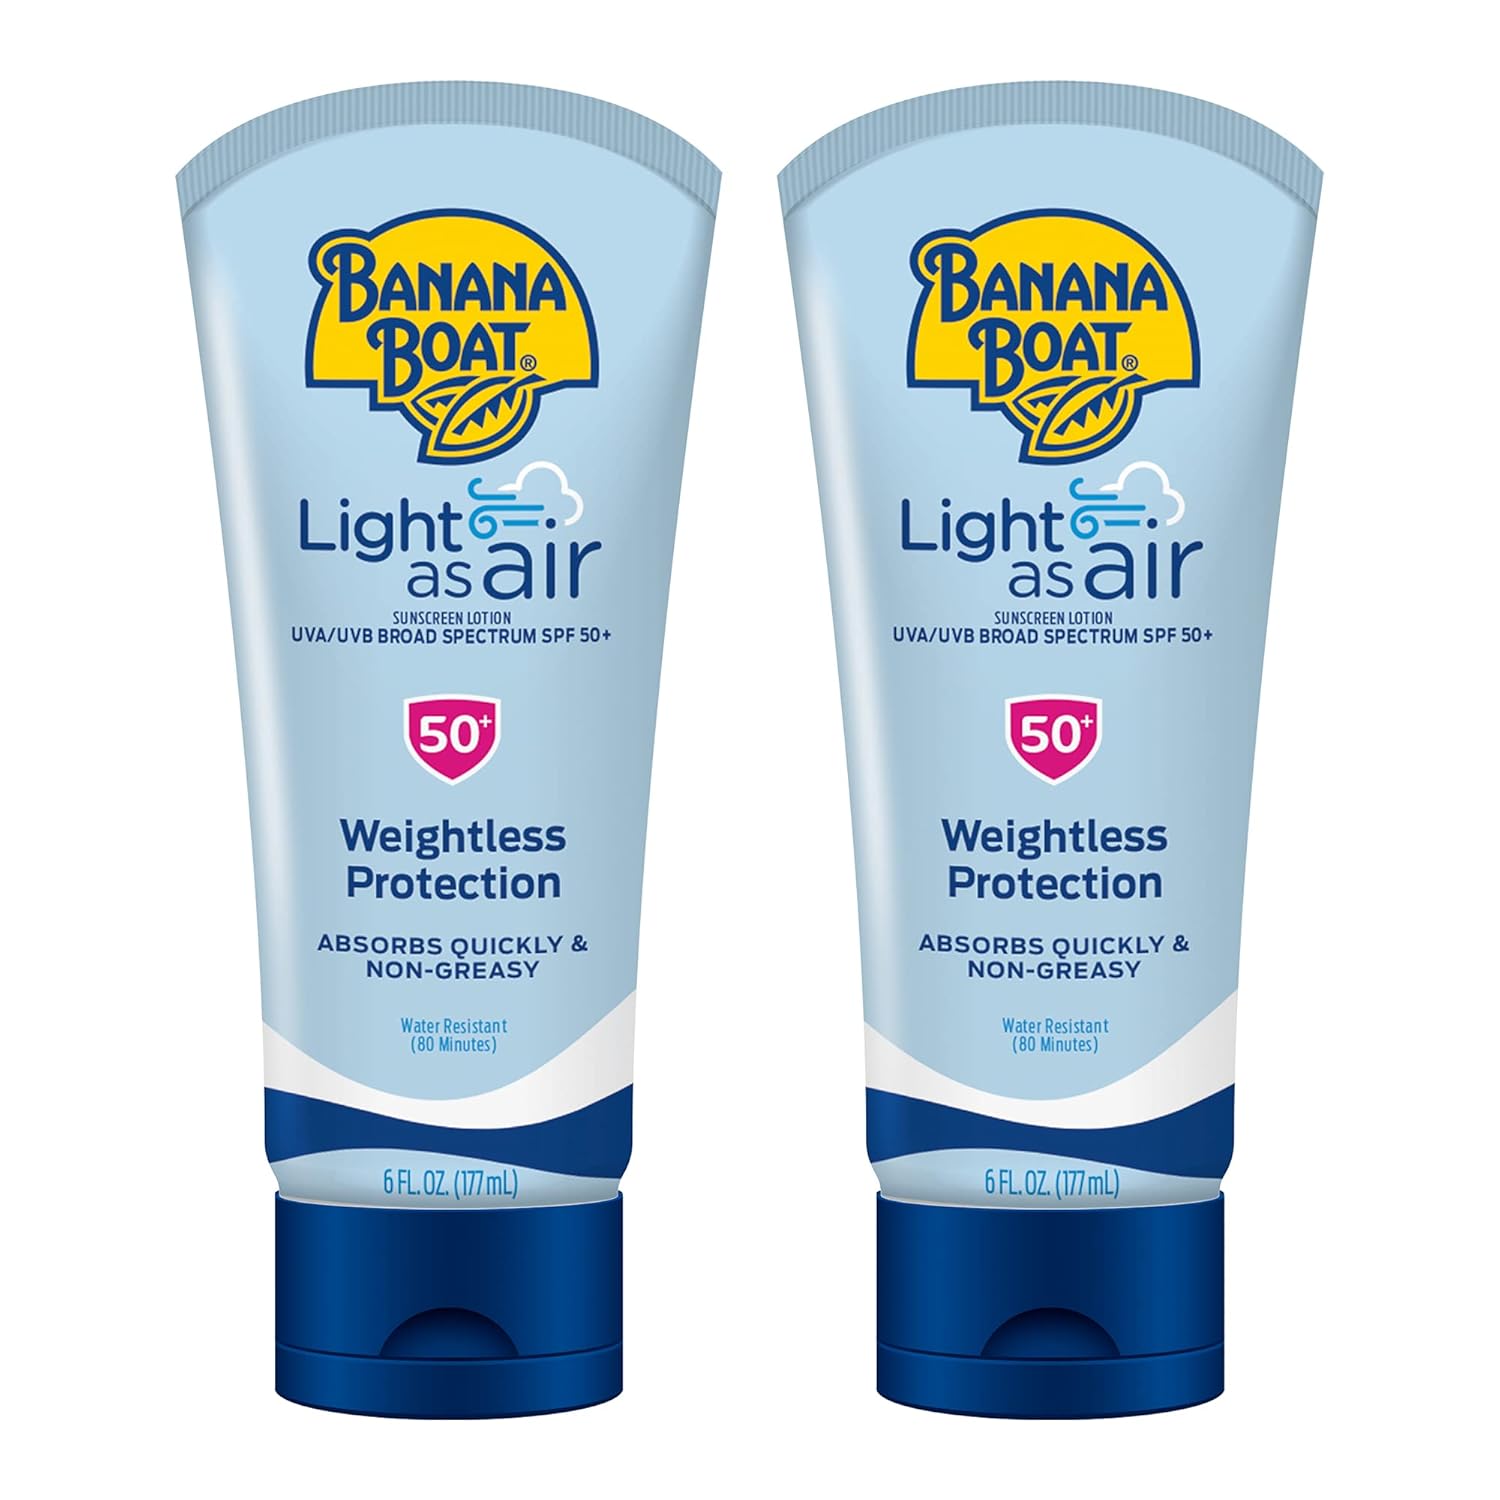 BANANA
BOAT®
Light
as air
SUNSCREEN LOTION
UVA/UVB BROAD SPECTRUM SPF 50+
50+
Weightless
Protection
ABSORBS QUICKLY &
NON-GREASY
Water Resistant
(80 Minutes)
6 FL. OZ. (177 mL)
BANANA
BOAT®
Light
as air
SUNSCREEN LOTION
UVA/UVB BROAD SPECTRUM SPF 50+
50+
Weightless
Protection
ABSORBS QUICKLY &
NON-GREASY
Water Resistant
(80 Minutes)
6 FL. OZ. (177 mL)